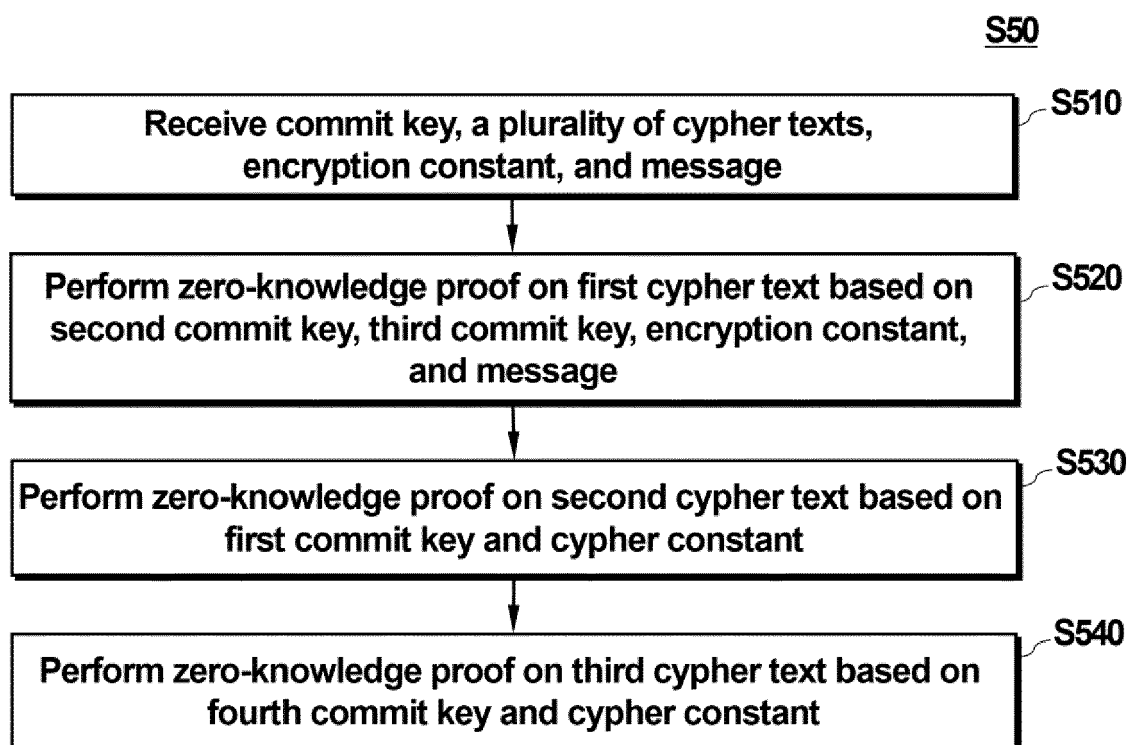 S50
S510
Receive commit key, a plurality of cypher texts,
encryption constant, and message
S520
Perform zero-knowledge proof on first cypher text based on
second commit key, third commit key, encryption constant,
and message
S530
Perform zero-knowledge proof on second cypher text based on
first commit key and cypher constant
S540
Perform zero-knowledge proof on third cypher text based on
fourth commit key and cypher constant